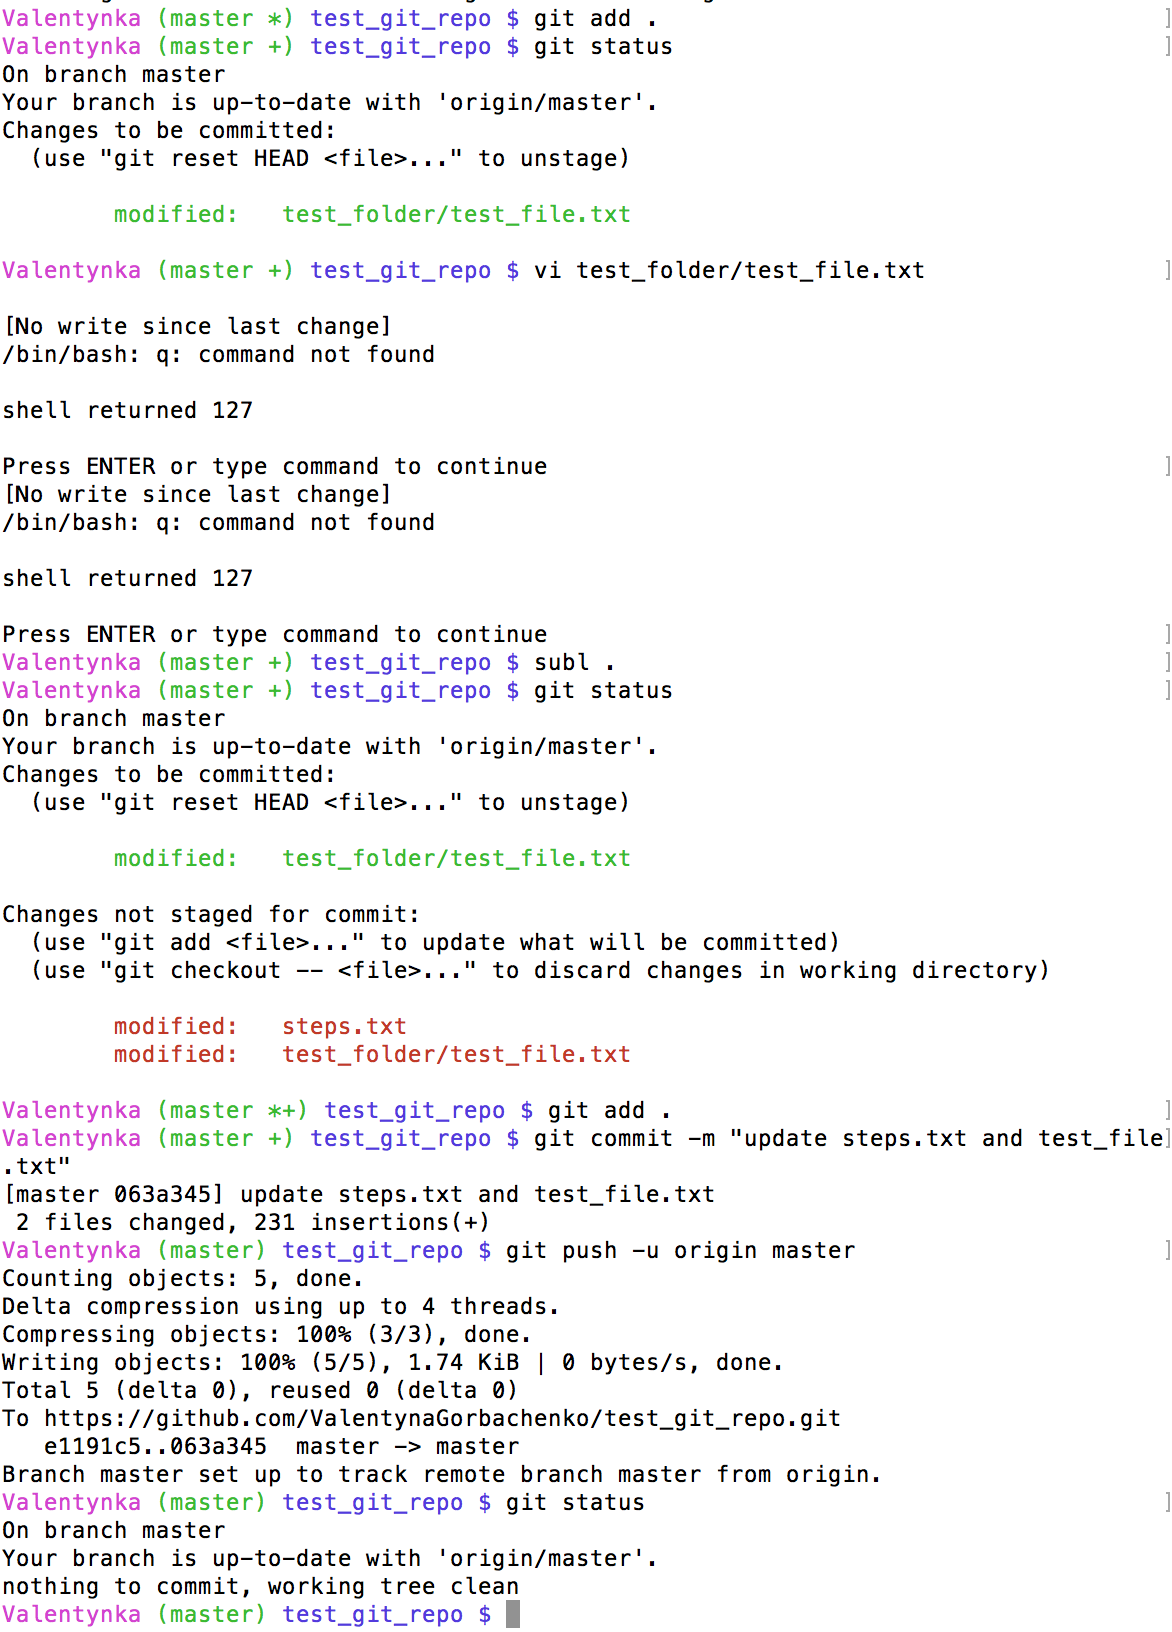 Valentynka (master *) test_git_repo $ git add .
Valentynka (master +) test_git_repo $ git status
On branch master
Your branch is up-to-date with 'origin/master'.
Changes to be committed:
  (use "git reset HEAD <file>..." to unstage)

        modified:   test_folder/test_file.txt

Valentynka (master +) test_git_repo $ vi test_folder/test_file.txt

[No write since last change]
/bin/bash: q: command not found

shell returned 127

Press ENTER or type command to continue
[No write since last change]
/bin/bash: q: command not found

shell returned 127

Press ENTER or type command to continue
Valentynka (master +) test_git_repo $ subl .
Valentynka (master +) test_git_repo $ git status
On branch master
Your branch is up-to-date with 'origin/master'.
Changes to be committed:
  (use "git reset HEAD <file>..." to unstage)

        modified:   test_folder/test_file.txt

Changes not staged for commit:
  (use "git add <file>..." to update what will be committed)
  (use "git checkout -- <file>..." to discard changes in working directory)

        modified:   steps.txt
        modified:   test_folder/test_file.txt

Valentynka (master *+) test_git_repo $ git add .
Valentynka (master +) test_git_repo $ git commit -m "update steps.txt and test_file
.txt"
[master 063a345] update steps.txt and test_file.txt
 2 files changed, 231 insertions(+)
Valentynka (master) test_git_repo $ git push -u origin master
Counting objects: 5, done.
Delta compression using up to 4 threads.
Compressing objects: 100% (3/3), done.
Writing objects: 100% (5/5), 1.74 KiB | 0 bytes/s, done.
Total 5 (delta 0), reused 0 (delta 0)
To https://github.com/ValentynaGorbachenko/test_git_repo.git
   e1191c5..063a345  master -> master
Branch master set up to track remote branch master from origin.
Valentynka (master) test_git_repo $ git status
On branch master
Your branch is up-to-date with 'origin/master'.
nothing to commit, working tree clean
Valentynka (master) test_git_repo $